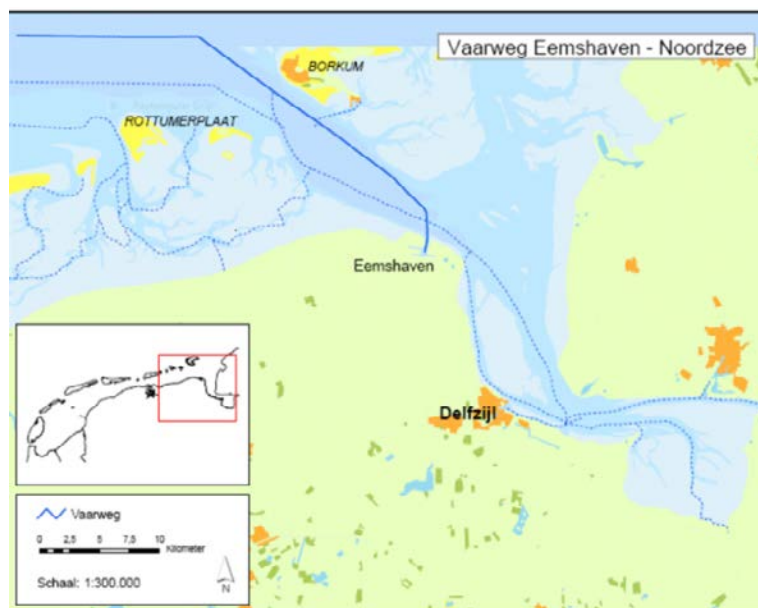 Vaarweg Eemshaven - Noordzee
BORKUM
ROTTUMERPLAAT
Eemshaven
Delfzijl
Vaarweg
0 2,5 5 7,5 10
Kilometer
Schaal: 1:300.000
N